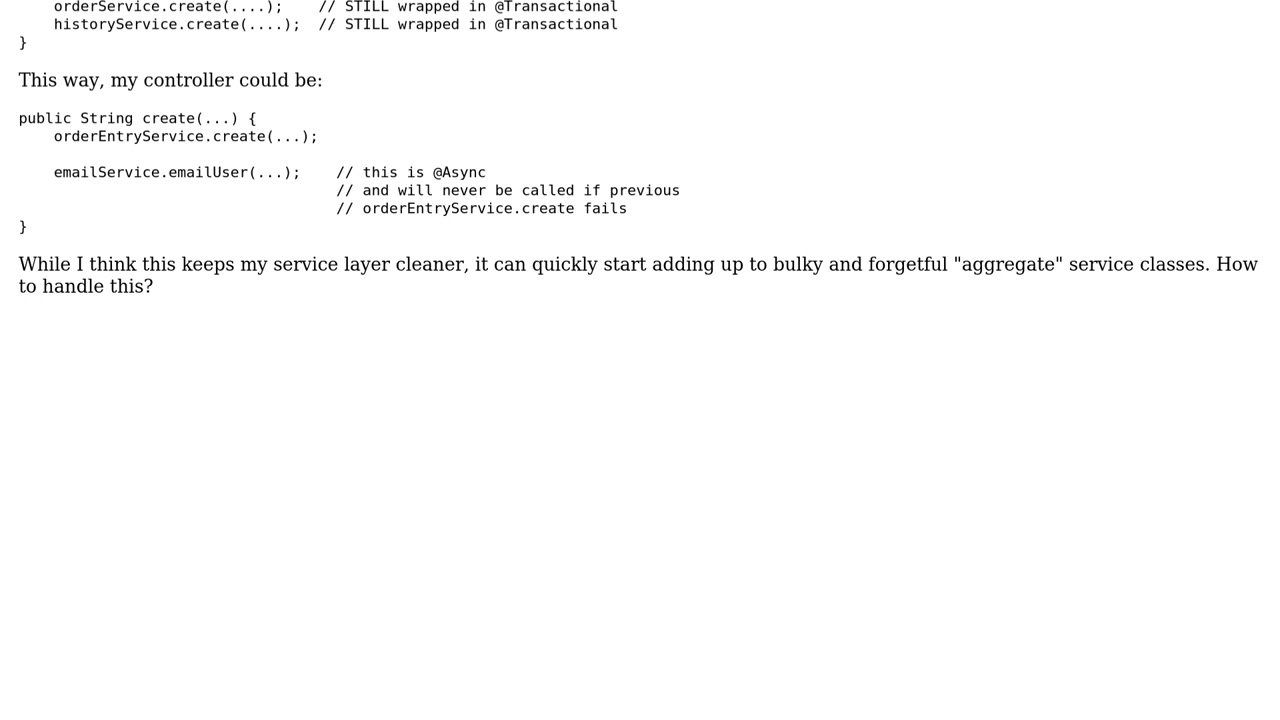 orderService.create(....);    // STILL wrapped in @Transactional
    historyService.create(....);  // STILL wrapped in @Transactional
}
This way, my controller could be:
public String create(...) {
    orderEntryService.create(...);
    emailService.emailUser(...);    // this is @Async
                                    // and will never be called if previous
                                    // orderEntryService.create fails
}
While I think this keeps my service layer cleaner, it can quickly start adding up to bulky and forgetful "aggregate" service classes. How
to handle this?